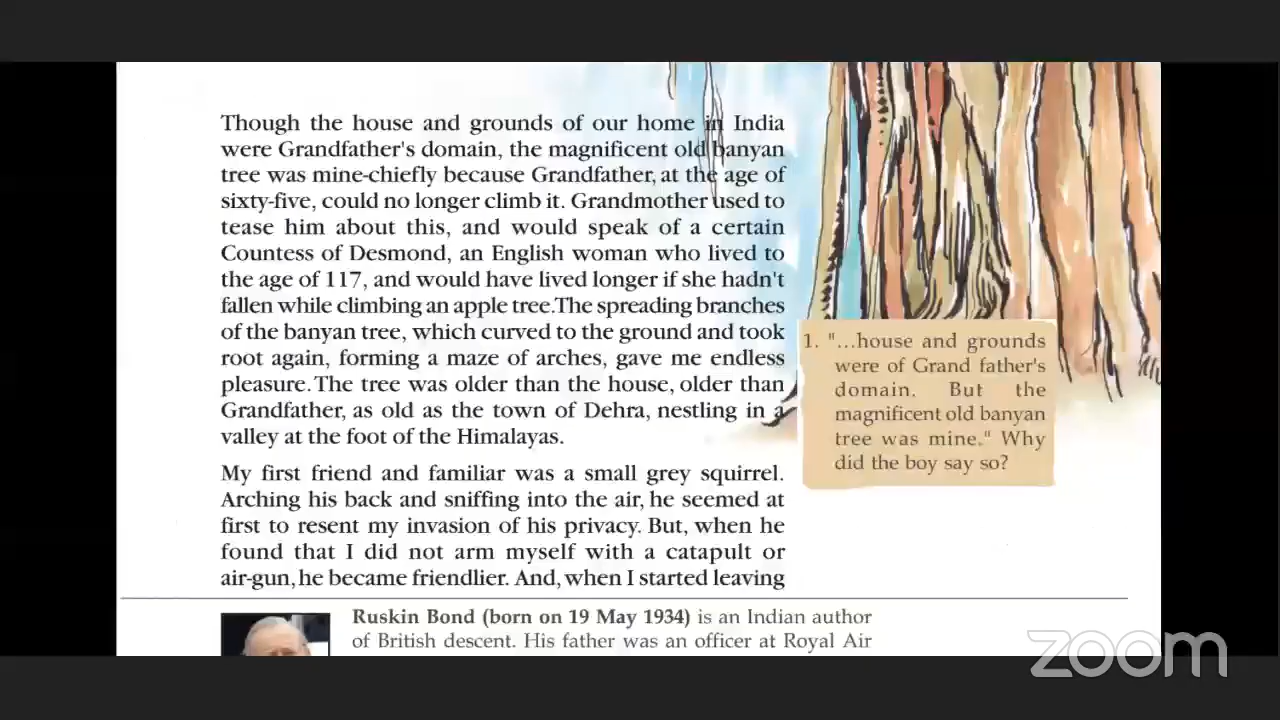 Though the house and grounds of our home in India
were Grandfather's domain, the magnificent old banyan
tree was mine-chiefly because Grandfather, at the age of
sixty-five, could no longer climb it. Grandmother used to
tease him about this, and would speak of a certain
Countess of Desmond, an English woman who lived to
the age of 117, and would have lived longer if she hadn't
fallen while climbing an apple tree.The spreading branches
of the banyan tree, which curved to the ground and took
root again, forming a maze of arches, gave me endless
pleasure. The tree was older than the house, older than
Grandfather, as old as the town of Dehra, nestling in a
valley at the foot of the Himalayas.
My first friend and familiar was a small grey squirrel.
Arching his back and sniffing into the air, he seemed at
first to resent my invasion of his privacy. But, when he
found that I did not arm myself with a catapult or
air-gun, he became friendlier. And, when I started leaving
1. "...house and grounds
were of Grand father's
domain. But the
magnificent old banyan
tree was mine." Why
did the boy say so?
Ruskin Bond (born on 19 May 1934) is an Indian author
of British descent. His father was an officer at Royal Air
zoom